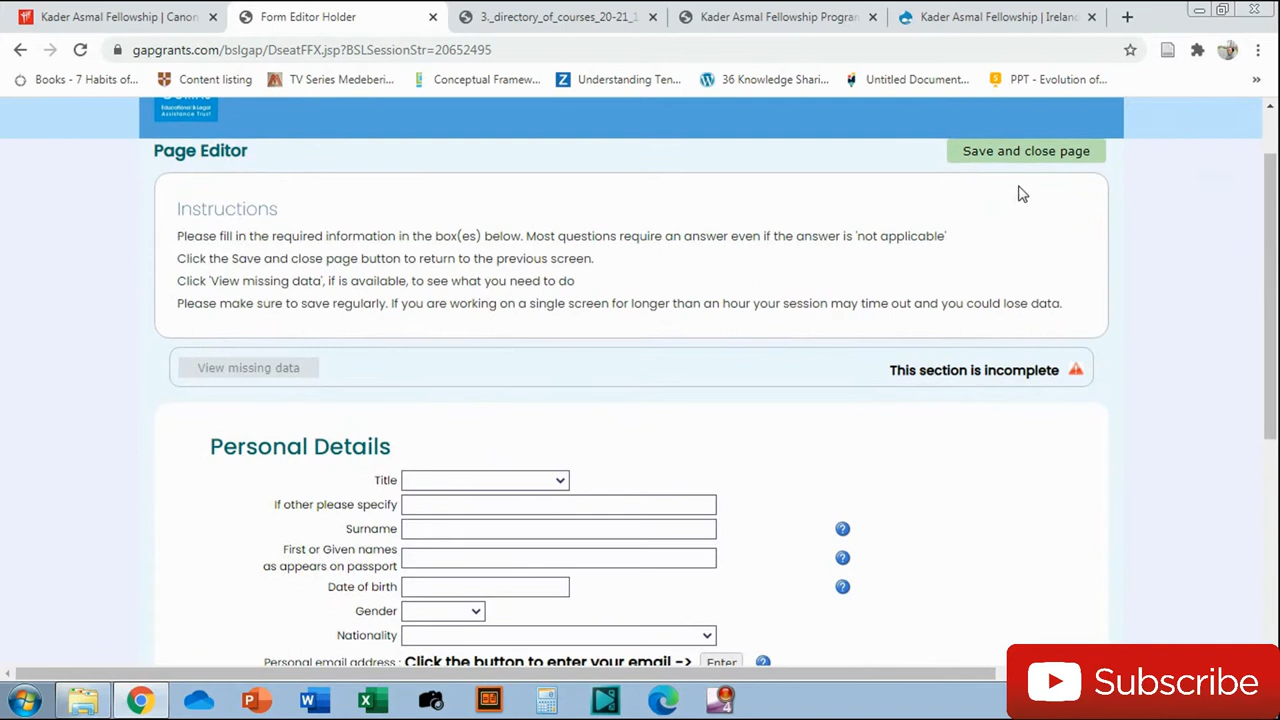 Kader Asmal Fellowship | Canon
Form Editor Holder
3._directory_of_courses_20-21_1
Kader Asmal Fellowship Program
Kader Asmal Fellowship | Irelan
gapgrants.com/bslgap/DseatFFX.jsp?BSLSessionStr=20652495
Books - 7 Habits of...
Content listing
TV Series Medeberi...
Conceptual Framew...
Understanding Ten...
36 Knowledge Shari...
Untitled Document...
PPT - Evolution of...
Educational & Legal
Assistance Trust
Page Editor
Save and close page
Instructions
Please fill in the required information in the box(es) below. Most questions require an answer even if the answer is 'not applicable'
Click the Save and close page button to return to the previous screen.
Click 'View missing data', if is available, to see what you need to do
Please make sure to save regularly. If you are working on a single screen for longer than an hour your session may time out and you could lose data.
View missing data
This section is incomplete
Personal Details
Title
If other please specify
Surname
First or Given names
as appears on passport
Date of birth
Gender
Nationality
Personal email address : Click the button to enter your email -> Enter
Subscribe